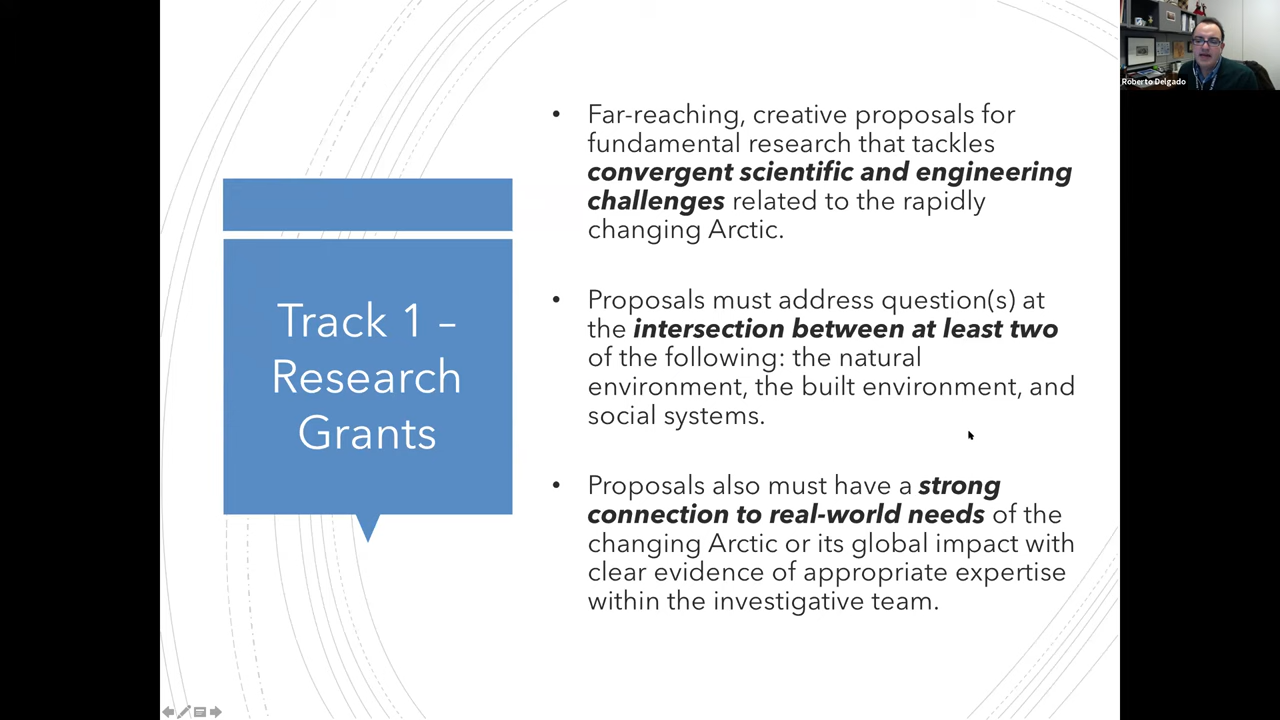 Roberto Delgado
Track 1 –
Research
Grants
• Far-reaching, creative proposals for
fundamental research that tackles
convergent scientific and engineering
challenges related to the rapidly
changing Arctic.
• Proposals must address question(s) at
the intersection between at least two
of the following: the natural
environment, the built environment, and
social systems.
• Proposals also must have a strong
connection to real-world needs of the
changing Arctic or its global impact with
clear evidence of appropriate expertise
within the investigative team.